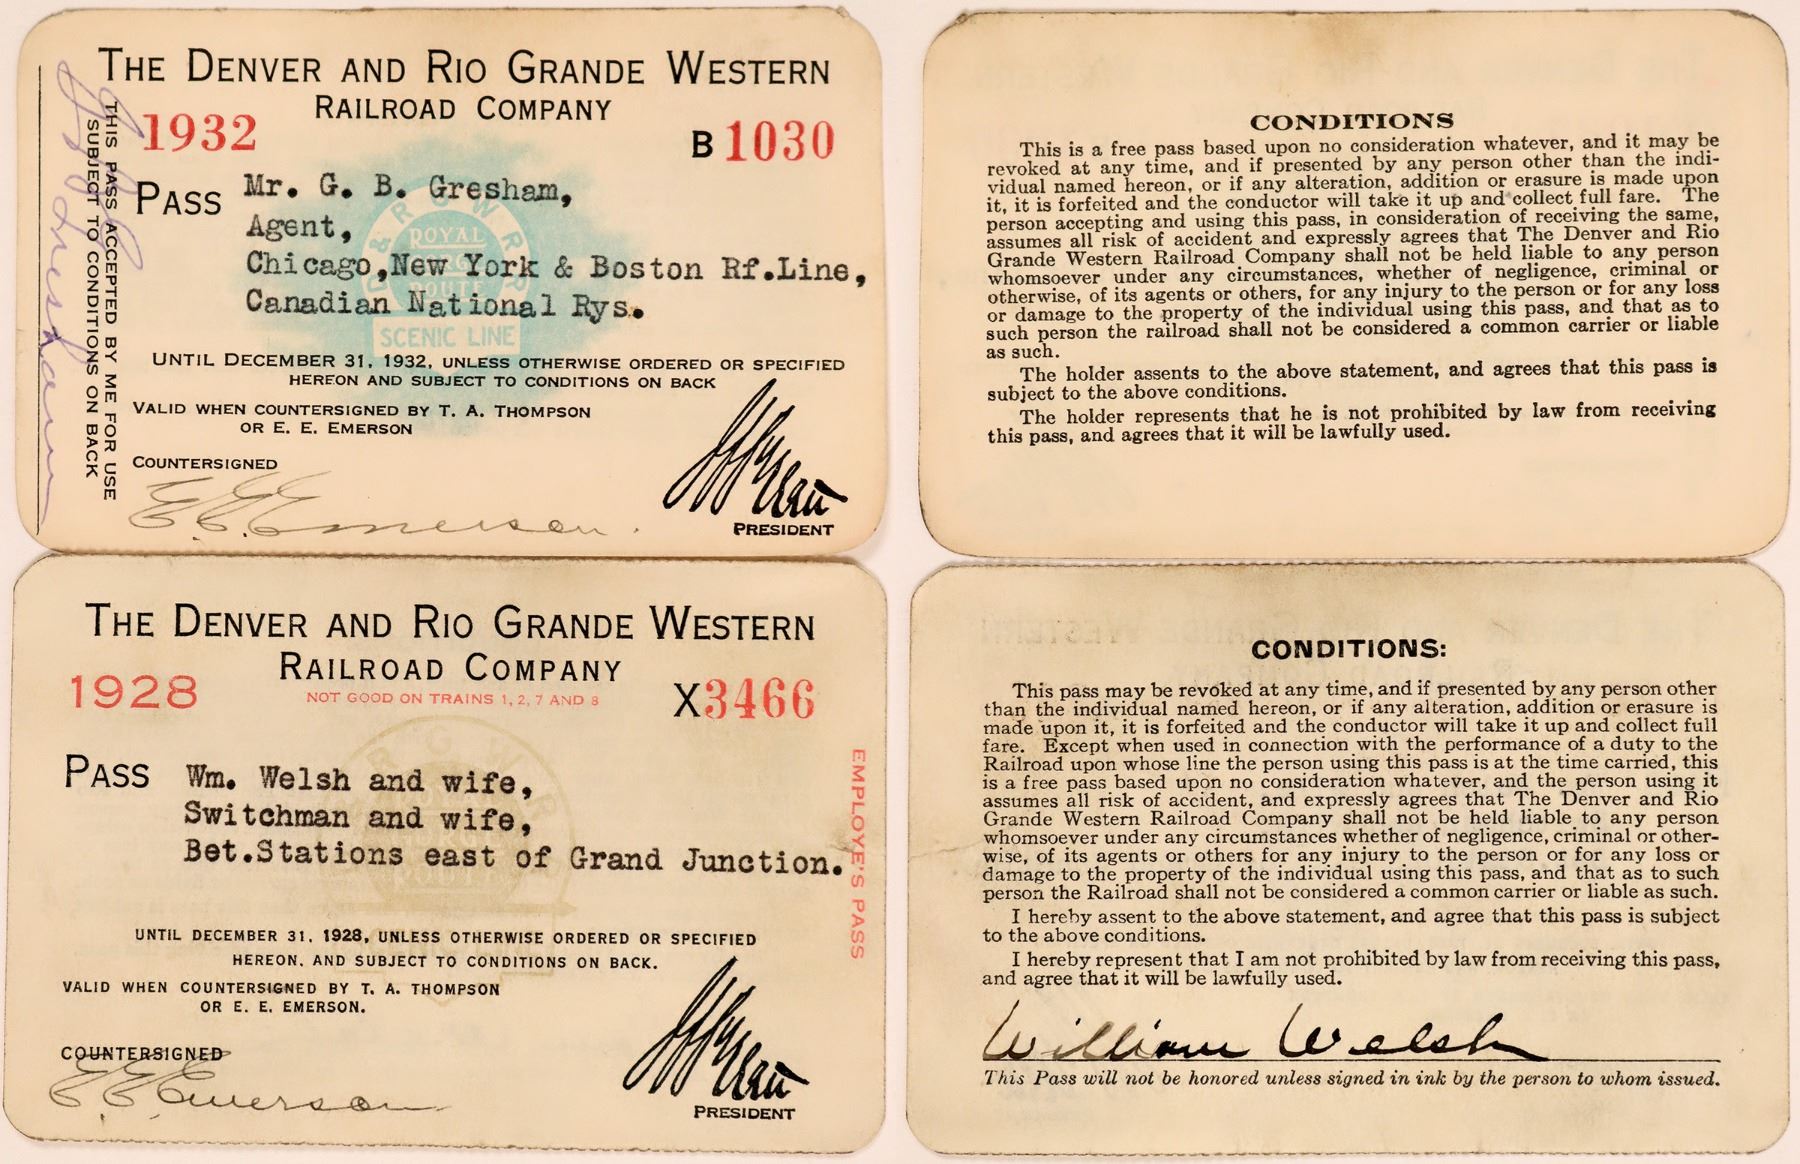 THE DENVER AND RIO GRANDE WESTERN
RAILROAD COMPANY
1932
B 1030
PASS Mr. G. B. Gresham,
Agent,
Chicago,New York & Boston Rf.Line,
Canadian National Rys.
D & R G W R R
ROYAL
GORGE
ROUTE
SCENIC LINE
UNTIL DECEMBER 31, 1932, UNLESS OTHERWISE ORDERED OR SPECIFIED
HEREON AND SUBJECT TO CONDITIONS ON BACK
VALID WHEN COUNTERSIGNED BY T. A. THOMPSON
OR E. E. EMERSON
COUNTERSIGNED
E. E. Emerson.
PRESIDENT
THIS PASS ACCEPTED BY ME FOR USE
SUBJECT TO CONDITIONS ON BACK
G B Gresham
CONDITIONS
This is a free pass based upon no consideration whatever, and it may be
revoked at any time, and if presented by any person other than the indi-
vidual named hereon, or if any alteration, addition or erasure is made upon
it, it is forfeited and the conductor will take it up and collect full fare. The
person accepting and using this pass, in consideration of receiving the same,
assumes all risk of accident and expressly agrees that The Denver and Rio
Grande Western Railroad Company shall not be held liable to any person
whomsoever under any circumstances, whether of negligence, criminal or
otherwise, of its agents or others, for any injury to the person or for any loss
or damage to the property of the individual using this pass, and that as to
such person the railroad shall not be considered a common carrier or liable
as such.
The holder assents to the above statement, and agrees that this pass is
subject to the above conditions.
The holder represents that he is not prohibited by law from receiving
this pass, and agrees that it will be lawfully used.
THE DENVER AND RIO GRANDE WESTERN
RAILROAD COMPANY
1928
NOT GOOD ON TRAINS 1, 2, 7 AND 8
X3466
PASS Wm. Welsh and wife,
Switchman and wife,
Bet.Stations east of Grand Junction.
EMPLOYE'S PASS
UNTIL DECEMBER 31, 1928, UNLESS OTHERWISE ORDERED OR SPECIFIED
HEREON, AND SUBJECT TO CONDITIONS ON BACK.
VALID WHEN COUNTERSIGNED BY T. A. THOMPSON
OR E. E. EMERSON.
COUNTERSIGNED
E. E. Emerson
PRESIDENT
CONDITIONS:
This pass may be revoked at any time, and if presented by any person other
than the individual named hereon, or if any alteration, addition or erasure is
made upon it, it is forfeited and the conductor will take it up and collect full
fare. Except when used in connection with the performance of a duty to the
Railroad upon whose line the person using this pass is at the time carried, this
is a free pass based upon no consideration whatever, and the person using it
assumes all risk of accident, and expressly agrees that The Denver and Rio
Grande Western Railroad Company shall not be held liable to any person
whomsoever under any circumstances whether of negligence, criminal or other-
wise, of its agents or others for any injury to the person or for any loss or
damage to the property of the individual using this pass, and that as to such
person the Railroad shall not be considered a common carrier or liable as such.
I hereby assent to the above statement, and agree that this pass is subject
to the above conditions.
I hereby represent that I am not prohibited by law from receiving this pass,
and agree that it will be lawfully used.
William Welsh
This Pass will not be honored unless signed in ink by the person to whom issued.